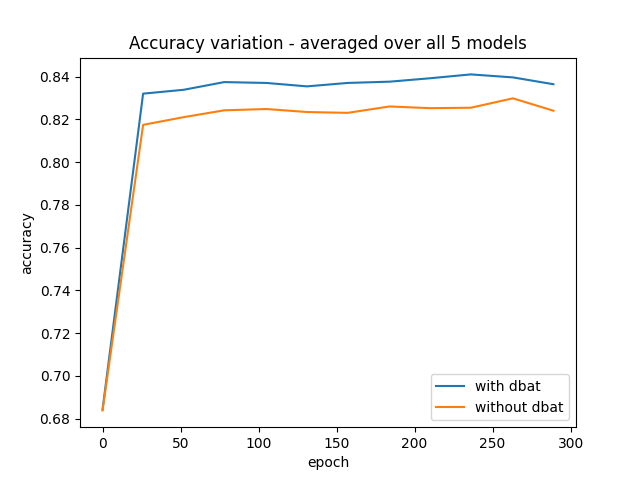 Accuracy variation - averaged over all 5 models
accuracy
0.84
0.82
0.80
0.78
0.76
0.74
0.72
0.70
0.68
with dbat
without dbat
0 50 100 150 200 250 300
epoch